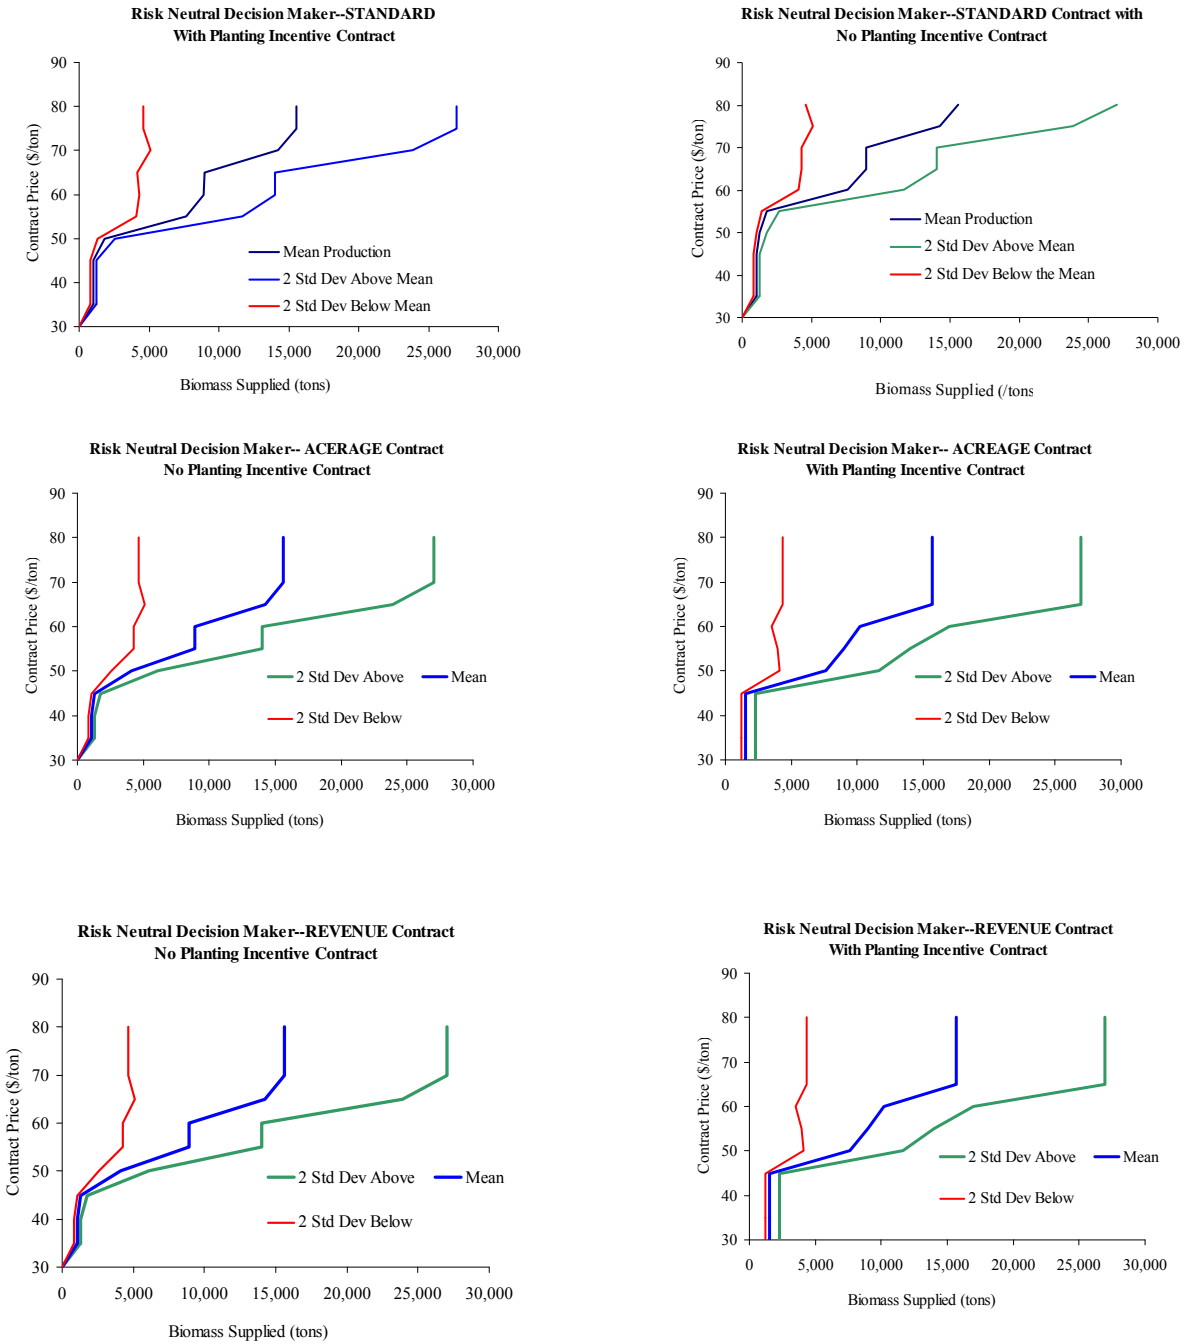 Risk Neutral Decision Maker--STANDARD
With Planting Incentive Contract
90
80
70
60
50
40
30
Contract Price ($/ton)
Mean Production
2 Std Dev Above Mean
2 Std Dev Below Mean
0 5,000 10,000 15,000 20,000 25,000 30,000
Biomass Supplied (tons)
Risk Neutral Decision Maker--STANDARD Contract with
No Planting Incentive Contract
90
80
70
60
50
40
30
Contract Price ($/ton)
Mean Production
2 Std Dev Above Mean
2 Std Dev Below the Mean
0 5,000 10,000 15,000 20,000 25,000 30,000
Biomass Supplied (/tons
Risk Neutral Decision Maker-- ACERAGE Contract
No Planting Incentive Contract
90
80
70
60
50
40
30
Contract Price ($/ton)
2 Std Dev Above Mean
2 Std Dev Below
0 5,000 10,000 15,000 20,000 25,000 30,000
Biomass Supplied (tons)
Risk Neutral Decision Maker-- ACREAGE Contract
With Planting Incentive Contract
90
80
70
60
50
40
30
Contract Price ($/ton)
2 Std Dev Above Mean
2 Std Dev Below
0 5,000 10,000 15,000 20,000 25,000 30,000
Biomass Supplied (tons)
Risk Neutral Decision Maker--REVENUE Contract
No Planting Incentive Contract
90
80
70
60
50
40
30
Contract Price ($/ton)
2 Std Dev Above Mean
2 Std Dev Below
0 5,000 10,000 15,000 20,000 25,000 30,000
Biomass Supplied (tons)
Risk Neutral Decision Maker--REVENUE Contract
With Planting Incentive Contract
90
80
70
60
50
40
30
Contract Price ($/ton)
2 Std Dev Above Mean
2 Std Dev Below
0 5,000 10,000 15,000 20,000 25,000 30,000
Biomass Supplied (tons)